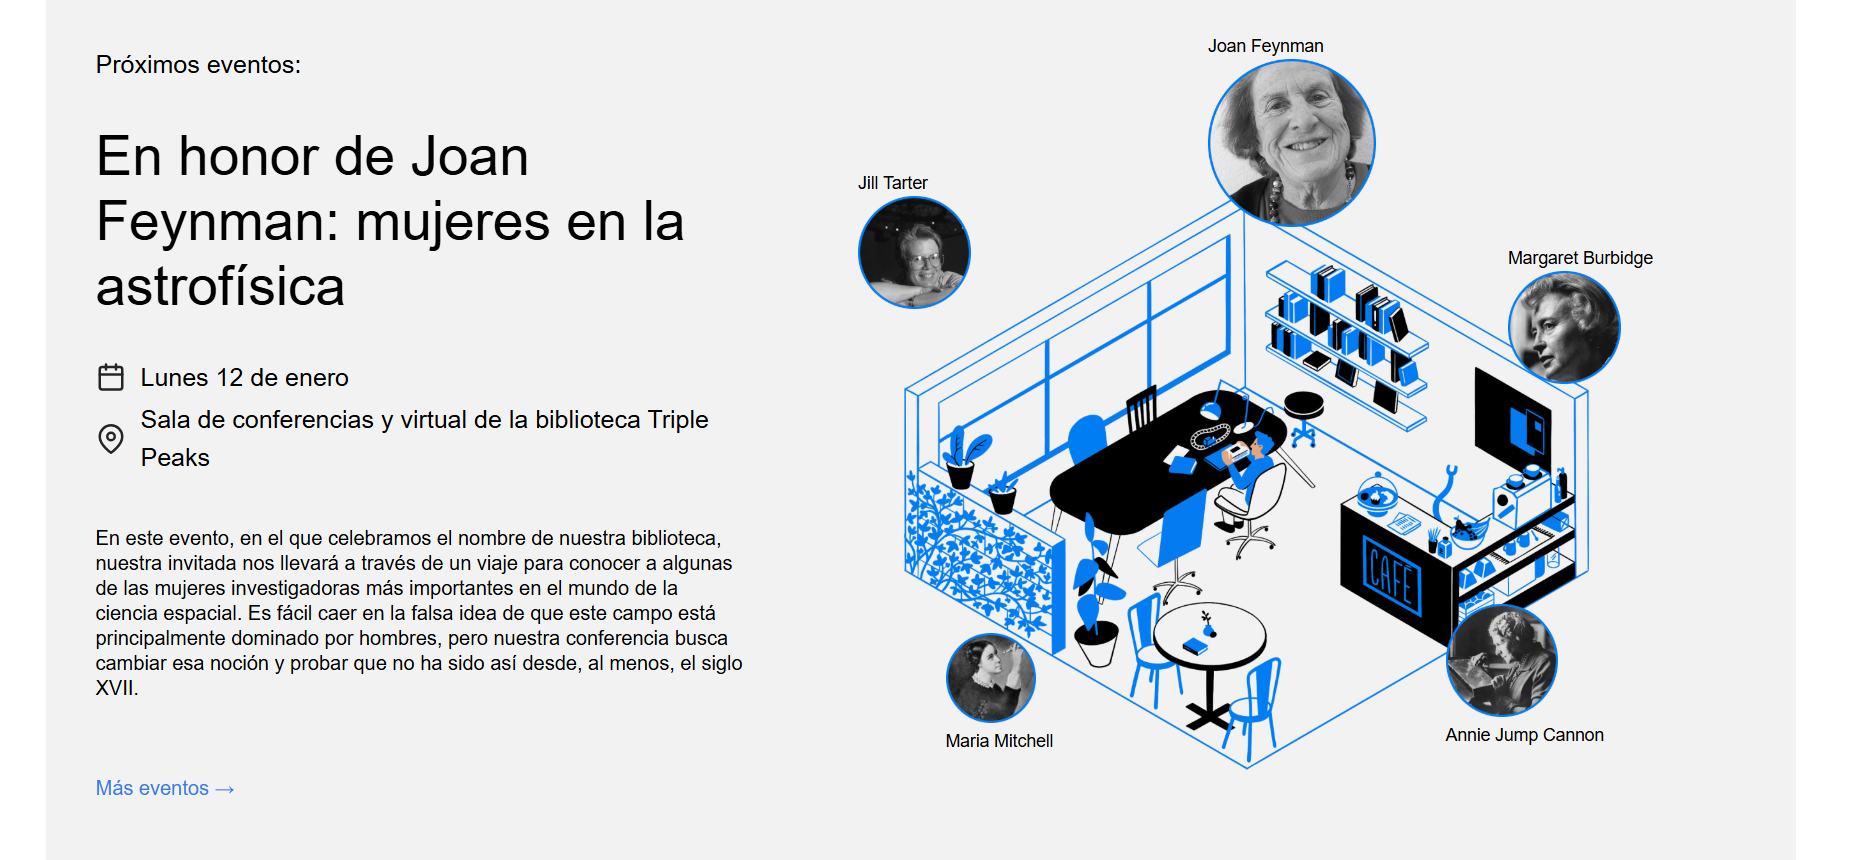 Próximos eventos:
En honor de Joan
Feynman: mujeres en la
astrofísica
Lunes 12 de enero
Sala de conferencias y virtual de la biblioteca Triple
Peaks
En este evento, en el que celebramos el nombre de nuestra biblioteca,
nuestra invitada nos llevará a través de un viaje para conocer a algunas
de las mujeres investigadoras más importantes en el mundo de la
ciencia espacial. Es fácil caer en la falsa idea de que este campo está
principalmente dominado por hombres, pero nuestra conferencia busca
cambiar esa noción y probar que no ha sido así desde, al menos, el siglo
XVII.
Más eventos →
Joan Feynman
Jill Tarter
Margaret Burbidge
CAFÉ
Maria Mitchell
Annie Jump Cannon